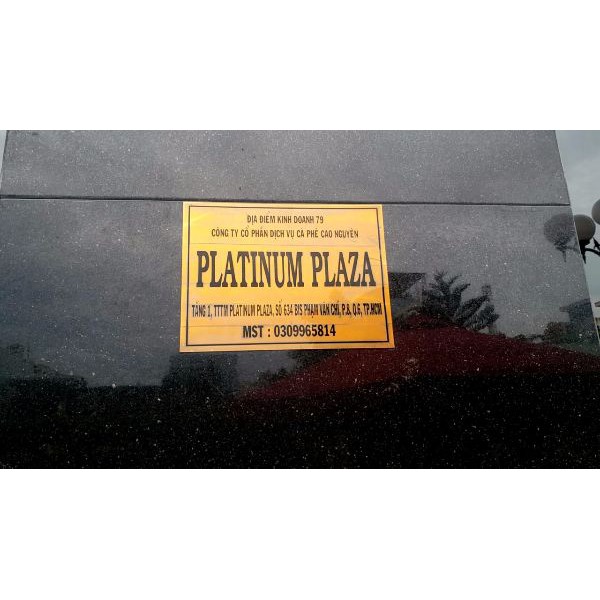 ĐỊA ĐIỂM KINH DOANH 79
CÔNG TY CỔ PHẦN DỊCH VỤ CÀ PHÊ CAO NGUYÊN
PLATINUM PLAZA
TẦNG 1, TTTM PLATINUM PLAZA, SỐ 634 BIS PHẠM VĂN CHÍ, P.8, Q.6, TP.HCM
MST : 0309965814